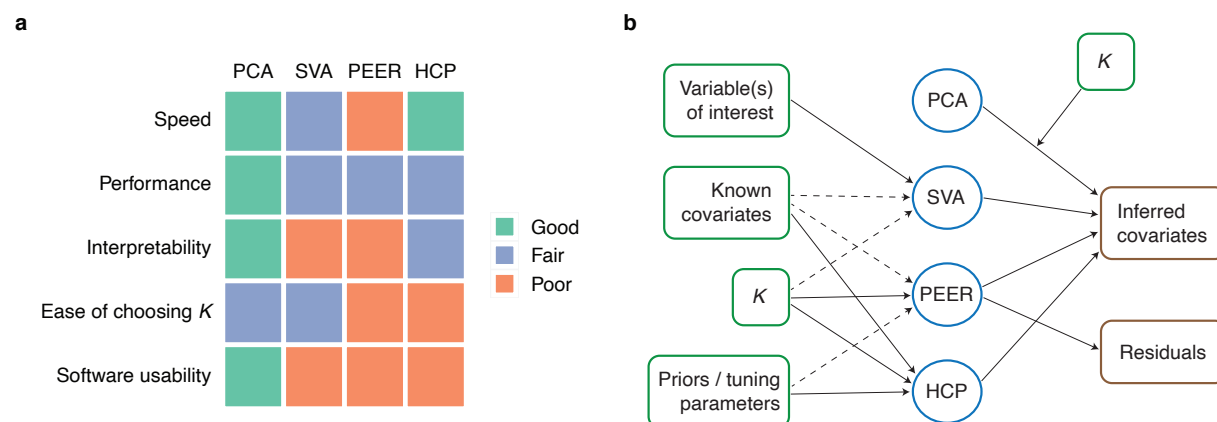 a
PCA SVA PEER HCP
Speed
Performance
Interpretability
Ease of choosing K
Software usability
Good
Fair
Poor
b
Variable(s)
of interest
Known
covariates
K
Priors / tuning
parameters
PCA
SVA
PEER
HCP
K
Inferred
covariates
Residuals